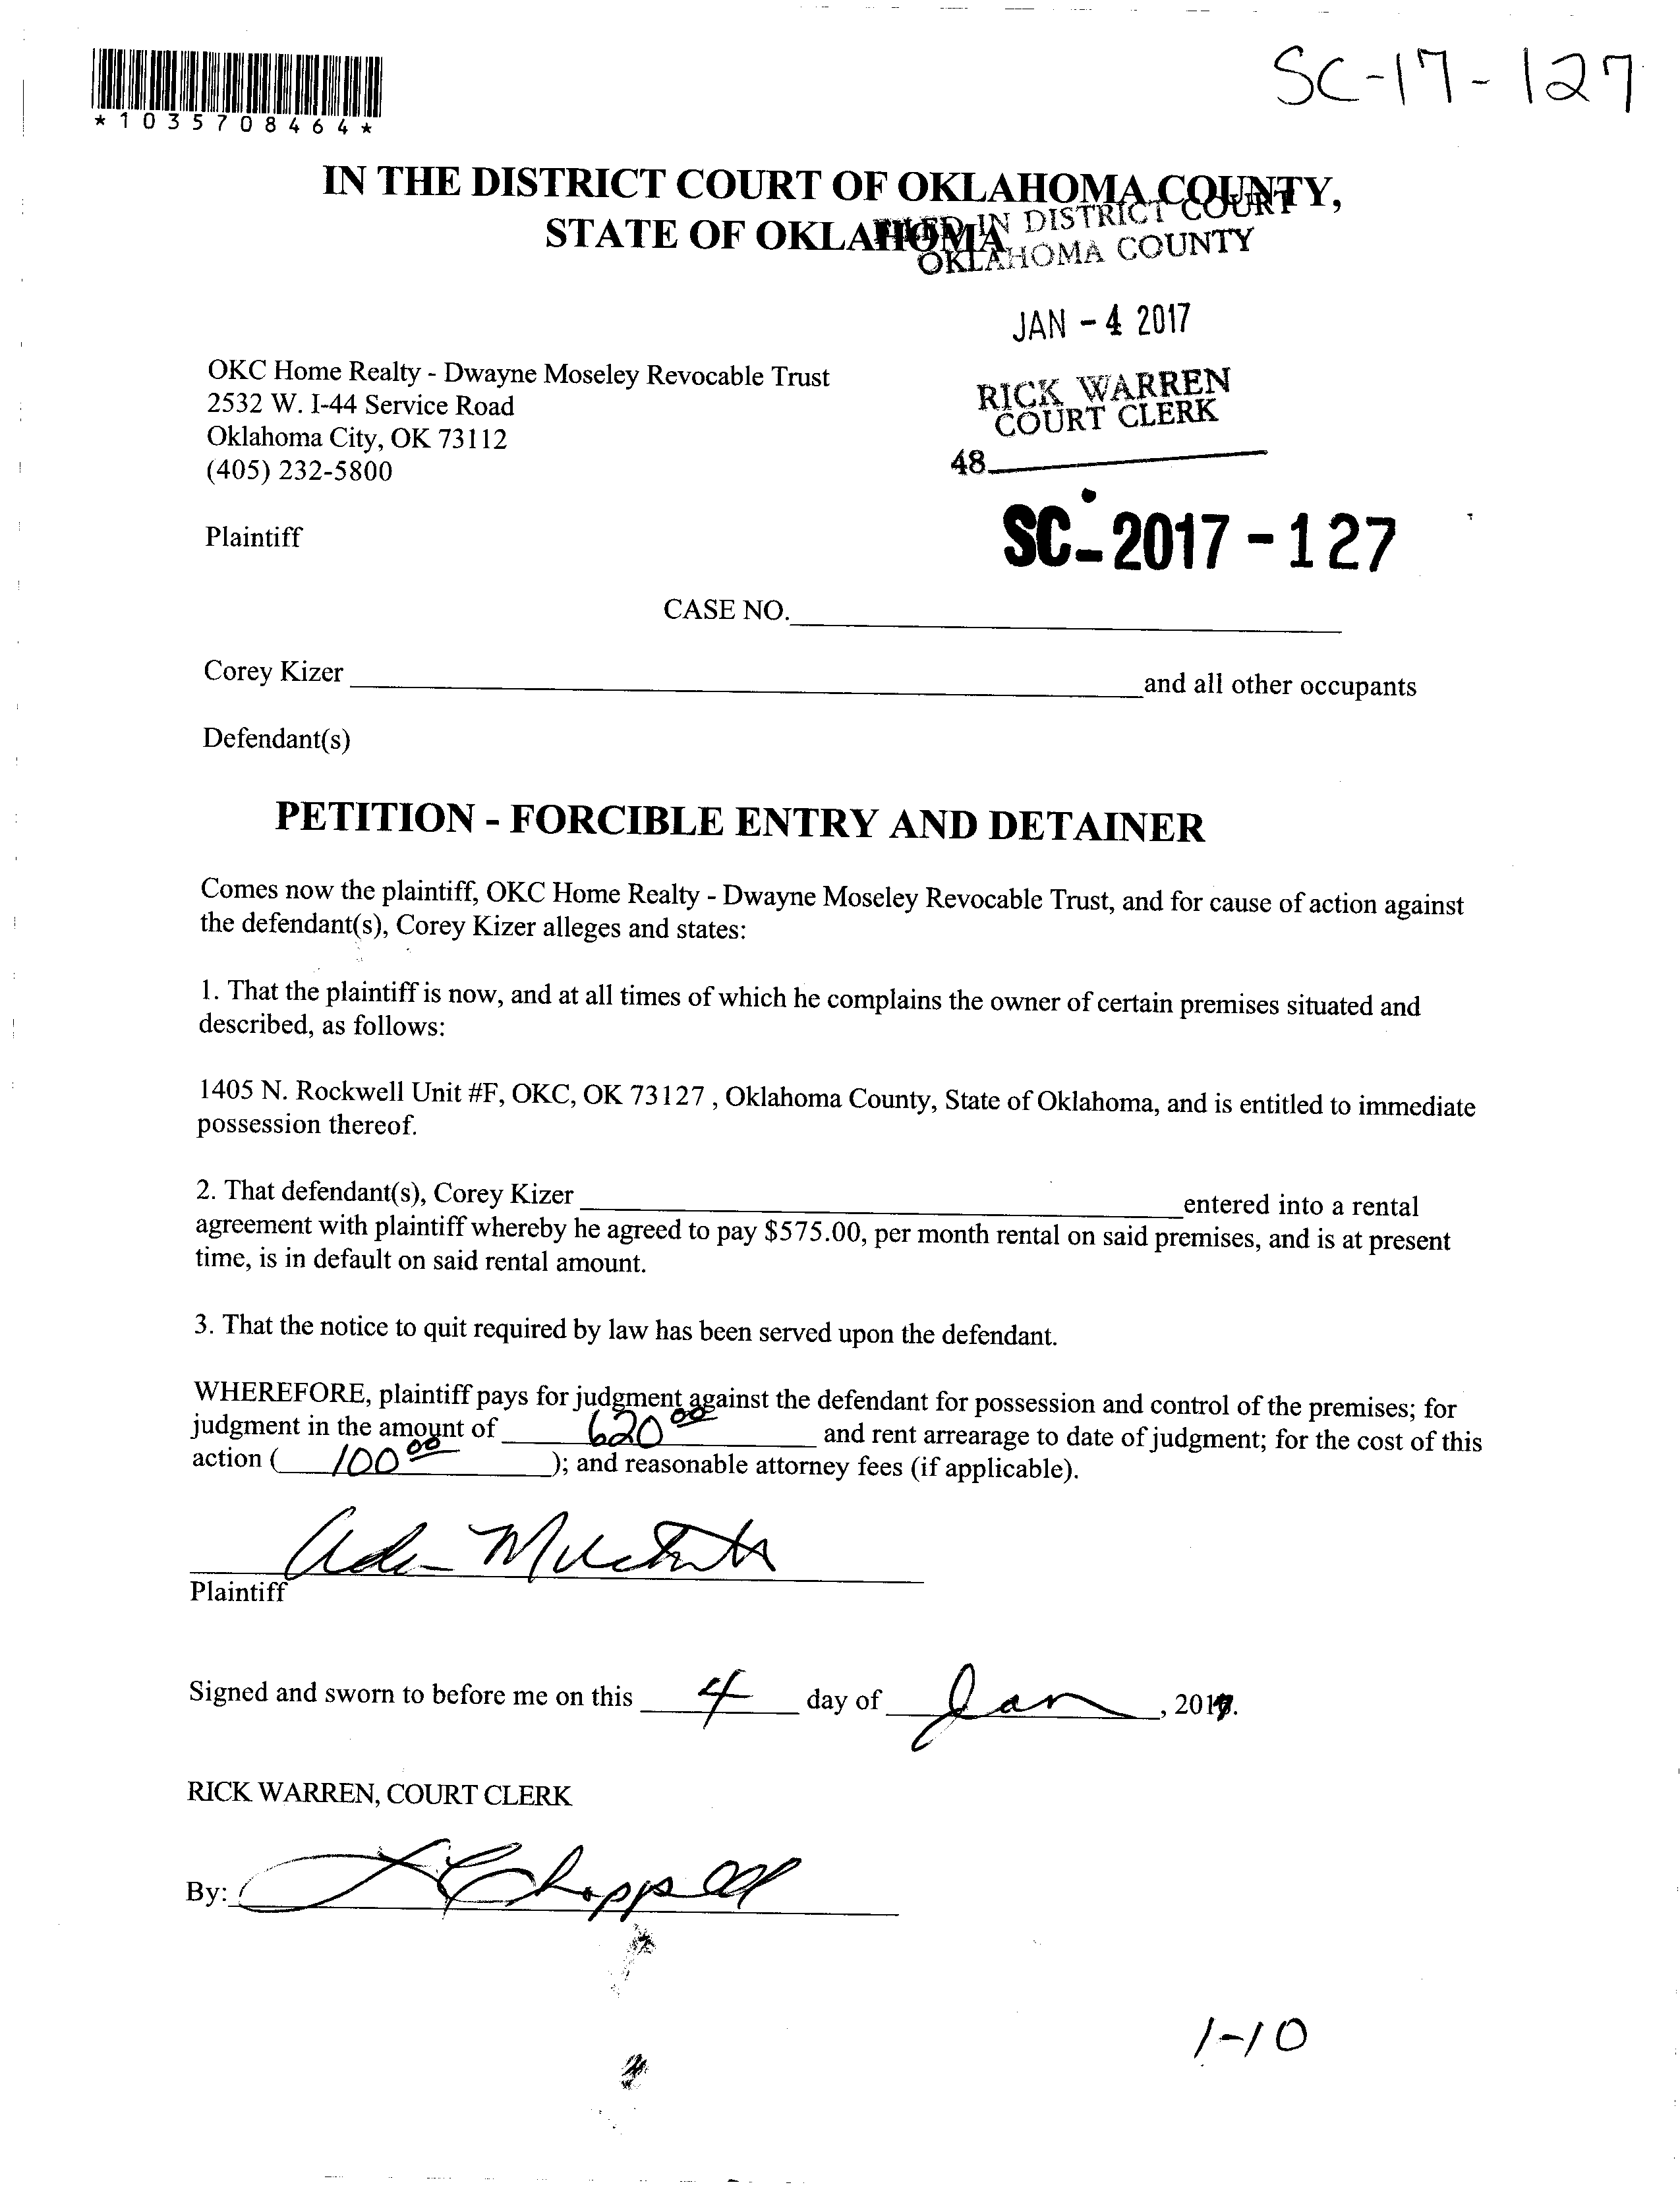 SC-17-127
*1035708464*
IN THE DISTRICT COURT OF OKLAHOMA COUNTY,
STATE OF OKLAHOMA
FILED IN DISTRICT COURT
OKLAHOMA COUNTY
JAN - 4 2017
RICK WARREN
COURT CLERK
48
OKC Home Realty - Dwayne Moseley Revocable Trust
2532 W. I-44 Service Road
Oklahoma City, OK 73112
(405) 232-5800
Plaintiff
SC-2017-127
CASE NO.
Corey Kizer and all other occupants
Defendant(s)
PETITION - FORCIBLE ENTRY AND DETAINER
Comes now the plaintiff, OKC Home Realty - Dwayne Moseley Revocable Trust, and for cause of action against
the defendant(s), Corey Kizer alleges and states:
1. That the plaintiff is now, and at all times of which he complains the owner of certain premises situated and
described, as follows:
1405 N. Rockwell Unit #F, OKC, OK 73127 , Oklahoma County, State of Oklahoma, and is entitled to immediate
possession thereof.
2. That defendant(s), Corey Kizer entered into a rental
agreement with plaintiff whereby he agreed to pay $575.00, per month rental on said premises, and is at present
time, is in default on said rental amount.
3. That the notice to quit required by law has been served upon the defendant.
WHEREFORE, plaintiff pays for judgment against the defendant for possession and control of the premises; for
judgment in the amount of 620 00 and rent arrearage to date of judgment; for the cost of this
action ( 100 00 ); and reasonable attorney fees (if applicable).
Plaintiff
Signed and sworn to before me on this 4 day of Jan , 2017.
RICK WARREN, COURT CLERK
By: Chappell
1-10